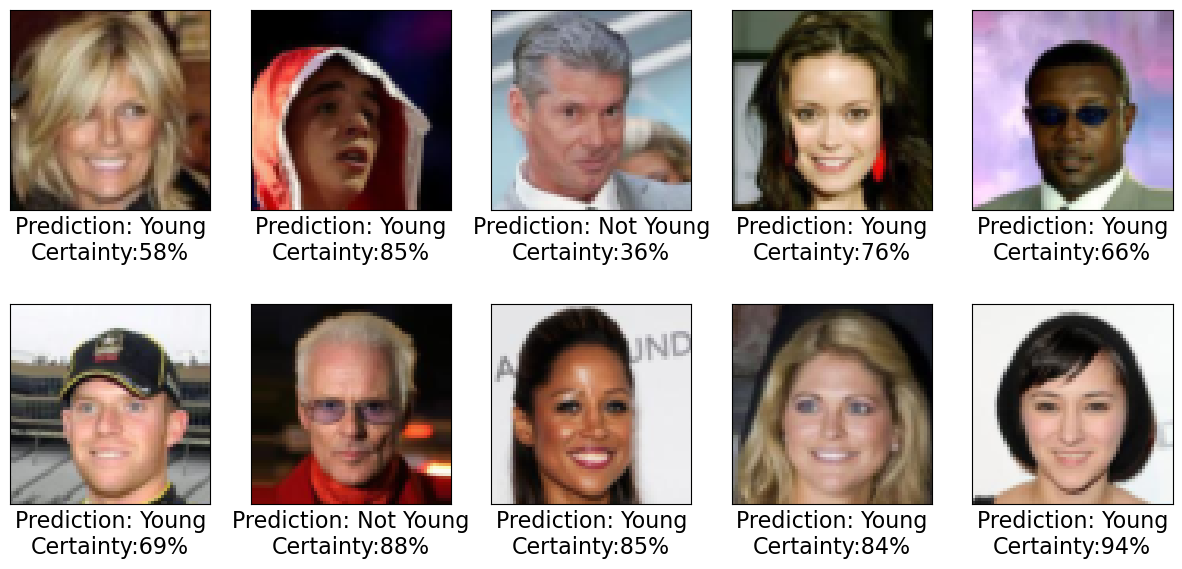 Prediction: Young
Certainty:58%
Prediction: Young
Certainty:85%
Prediction: Not Young
Certainty:36%
Prediction: Young
Certainty:76%
Prediction: Young
Certainty:66%
Prediction: Young
Certainty:69%
Prediction: Not Young
Certainty:88%
UND
Prediction: Young
Certainty:85%
Prediction: Young
Certainty:84%
Prediction: Young
Certainty:94%